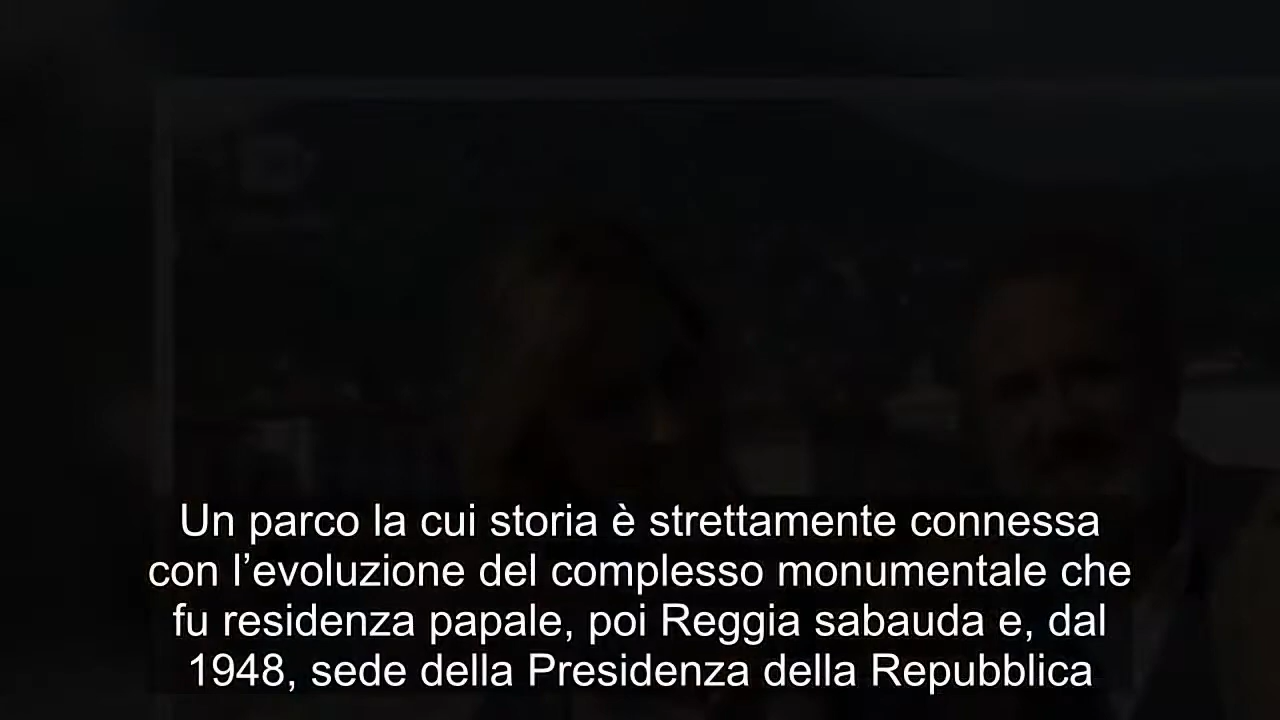 Un parco la cui storia è strettamente connessa
con l’evoluzione del complesso monumentale che
fu residenza papale, poi Reggia sabauda e, dal
1948, sede della Presidenza della Repubblica